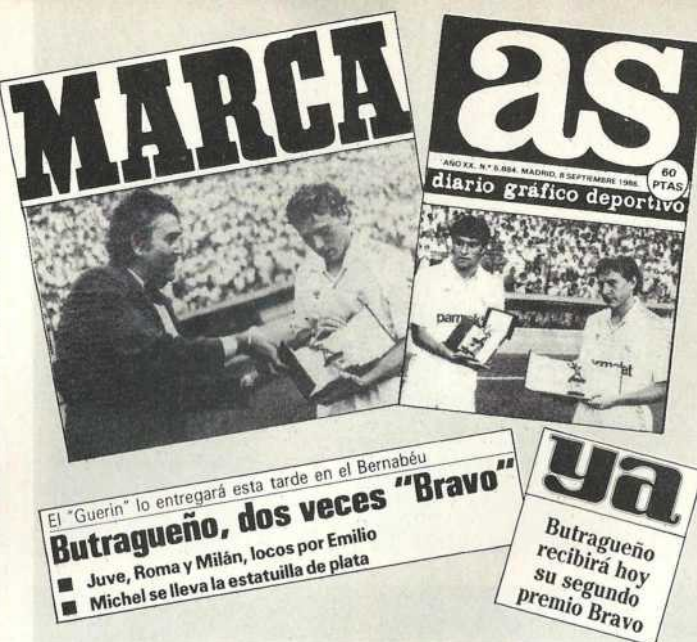 MARCA
as
AÑO XX. N.º 5.884. MADRID, 8 SEPTIEMBRE 1986.
60
PTAS
diario gráfico deportivo
parmalat
parmalat
El "Guerín" lo entregará esta tarde en el Bernabéu
Butragueño, dos veces "Bravo"
■ Juve, Roma y Milán, locos por Emilio
■ Michel se lleva la estatuilla de plata
ya
Butragueño
recibirá hoy
su segundo
premio Bravo